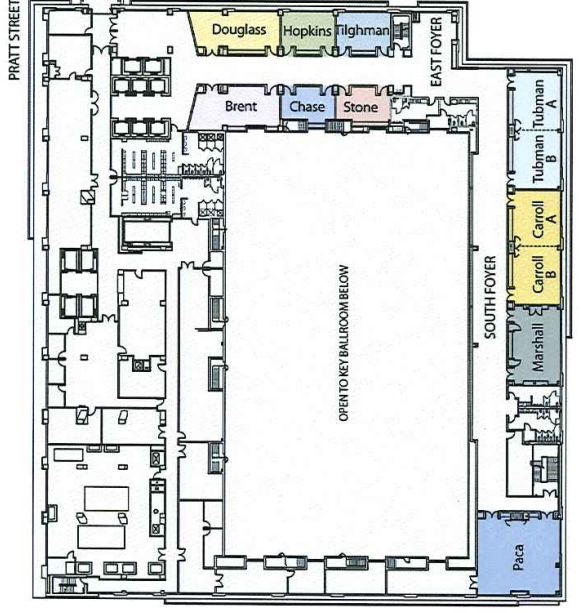 PRATT STREET
Douglass
Hopkins
Tilghman
EAST FOYER
Brent
Chase
Stone
Tubman
A
Tubman
B
Carroll
A
Carroll
B
SOUTH FOYER
OPEN TO KEY BALLROOM BELOW
Marshall
Paca